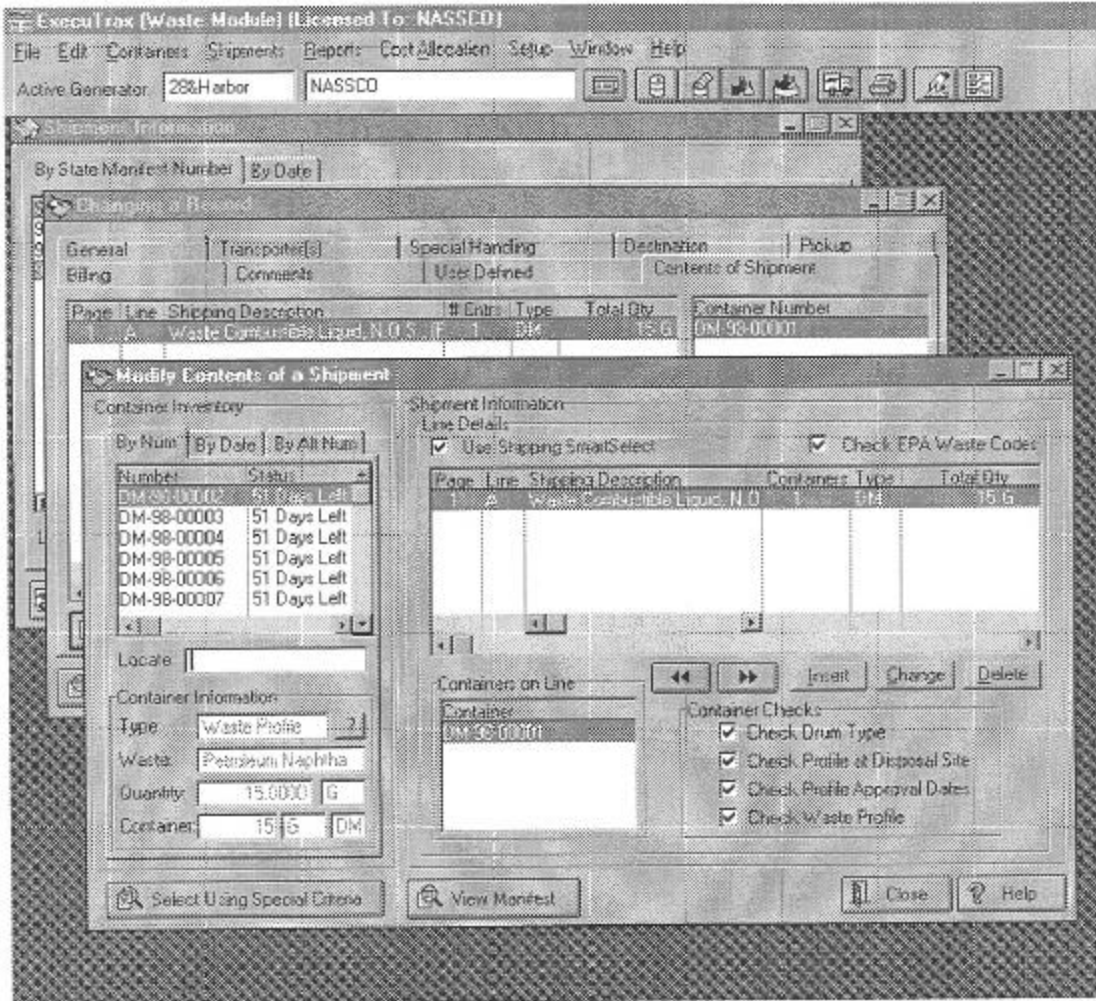 ExecuTrax (Waste Module) (Licensed To: NASSCO)
File Edit Containers Shipments Reports Cost Allocation Setup Window Help
Active Generator 28&Harbor NASSCO
Shipment Information
By State Manifest Number By Date
Changing a Record
General Transporter(s) Special Handing Destination Pickup
Billing Comments User Defined Contents of Shipment
Page Line Shipping Description # Cntrs Type Total Qty Container Number
1 A Waste Combustible Liquid, N.O.S. 1 DM 15 G DM-98-00001
Modify Contents of a Shipment
Container Inventory Shipment Information
Line Details
By Num By Date By Alt Num Use Shipping SmartSelect Check EPA Waste Codes
Number Status Page Line Shipping Description Containers Type Total Qty
DM-98-00002 51 Days Left 1 A Waste Combustible Liquid, N.O 1 DM 15 G
DM-98-00003 51 Days Left
DM-98-00004 51 Days Left
DM-98-00005 51 Days Left
DM-98-00006 51 Days Left
DM-98-00007 51 Days Left
Locate
Insert Change Delete
Container Information Containers on Line Container Checks
Type Waste Profile ? Container Check Drum Type
DM-98-00001
Waste: Petroleum Naphtha Check Profile at Disposal Site
Quantity: 15.0000 G Check Profile Approval Dates
Container: 15 G DM Check Waste Profile
Select Using Special Criteria View Manifest Close Help